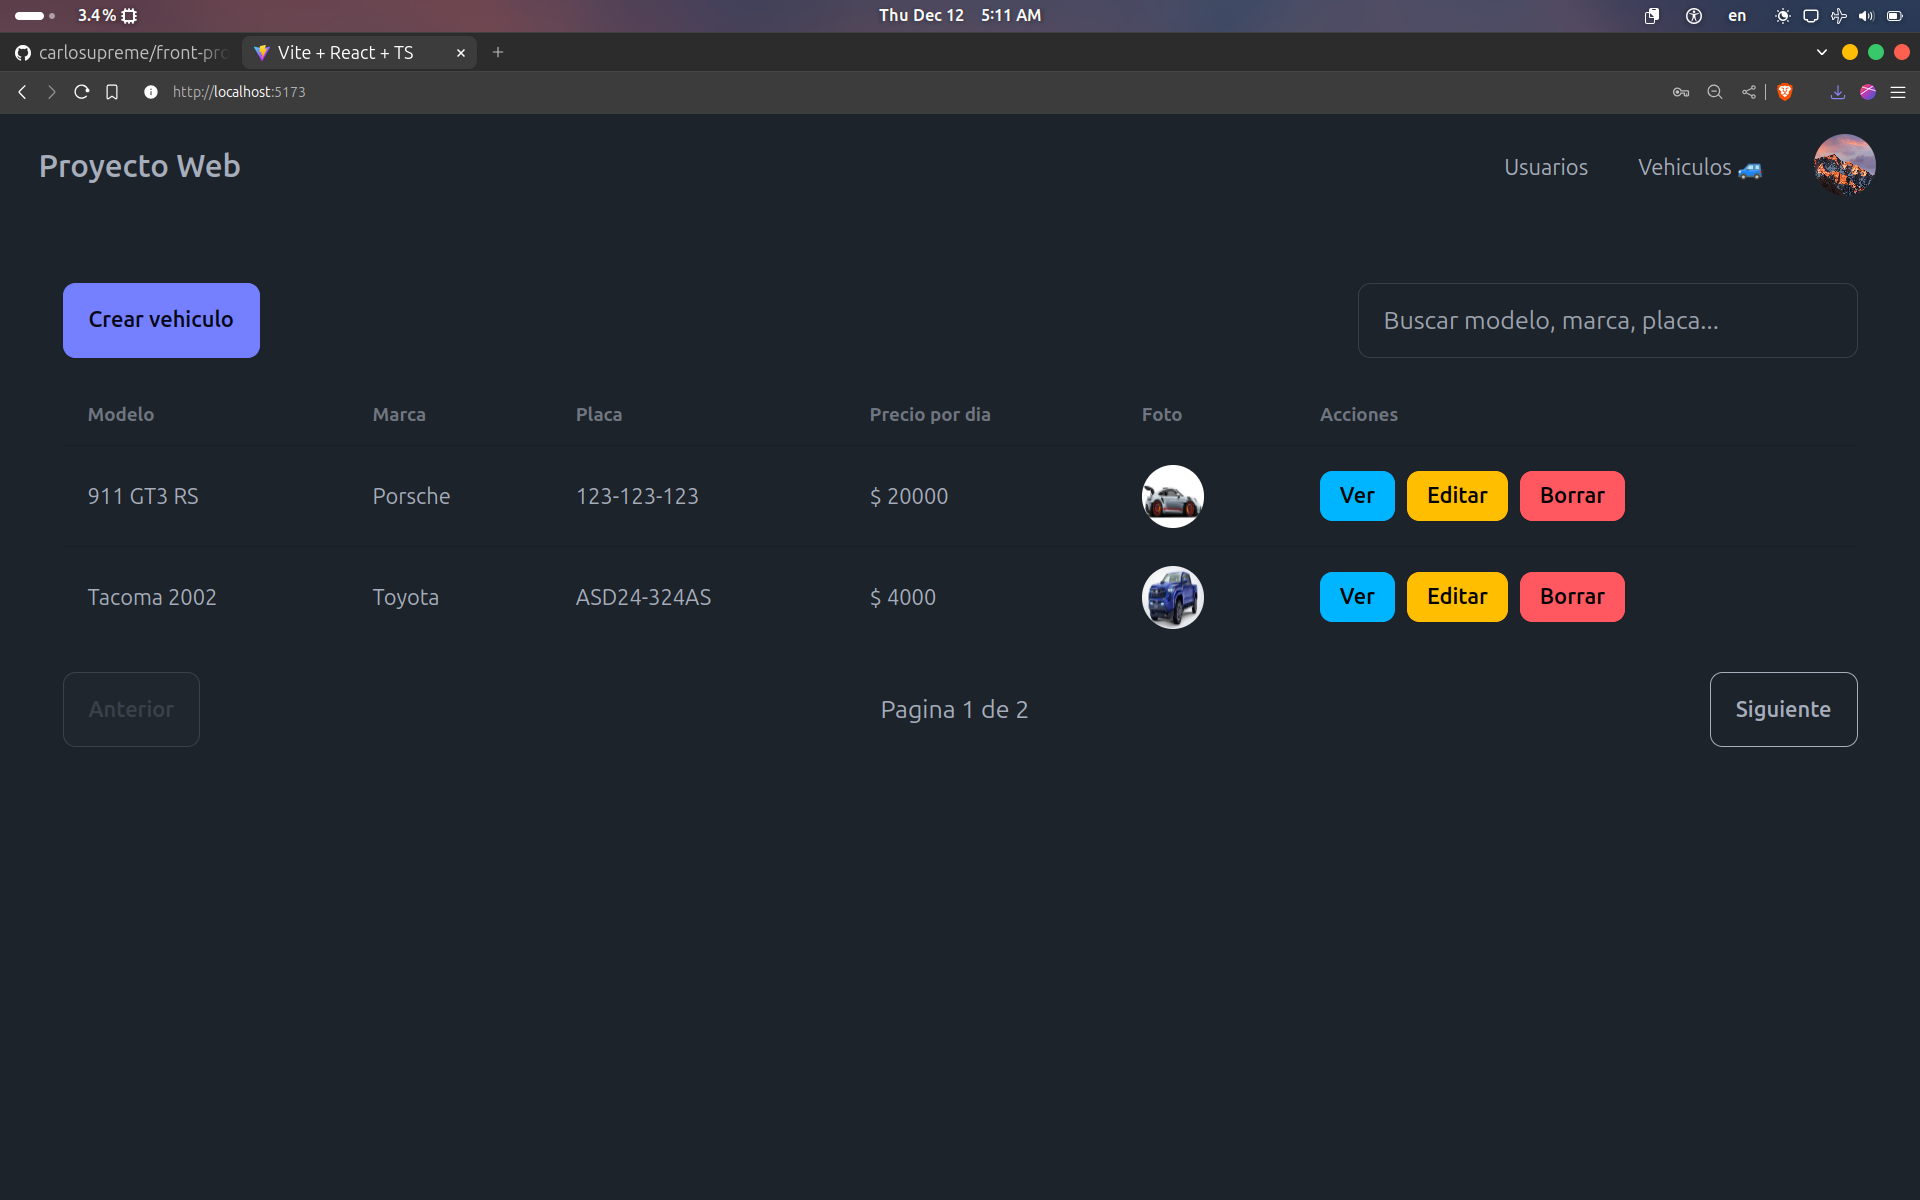 3.4% Thu Dec 12 5:11 AM en
carlosupreme/front-pro Vite + React + TS
http://localhost:5173
Proyecto Web Usuarios Vehiculos
Crear vehiculo Buscar modelo, marca, placa...
Modelo Marca Placa Precio por dia Foto Acciones
911 GT3 RS Porsche 123-123-123 $ 20000 Ver Editar Borrar
Tacoma 2002 Toyota ASD24-324AS $ 4000 Ver Editar Borrar
Anterior Pagina 1 de 2 Siguiente